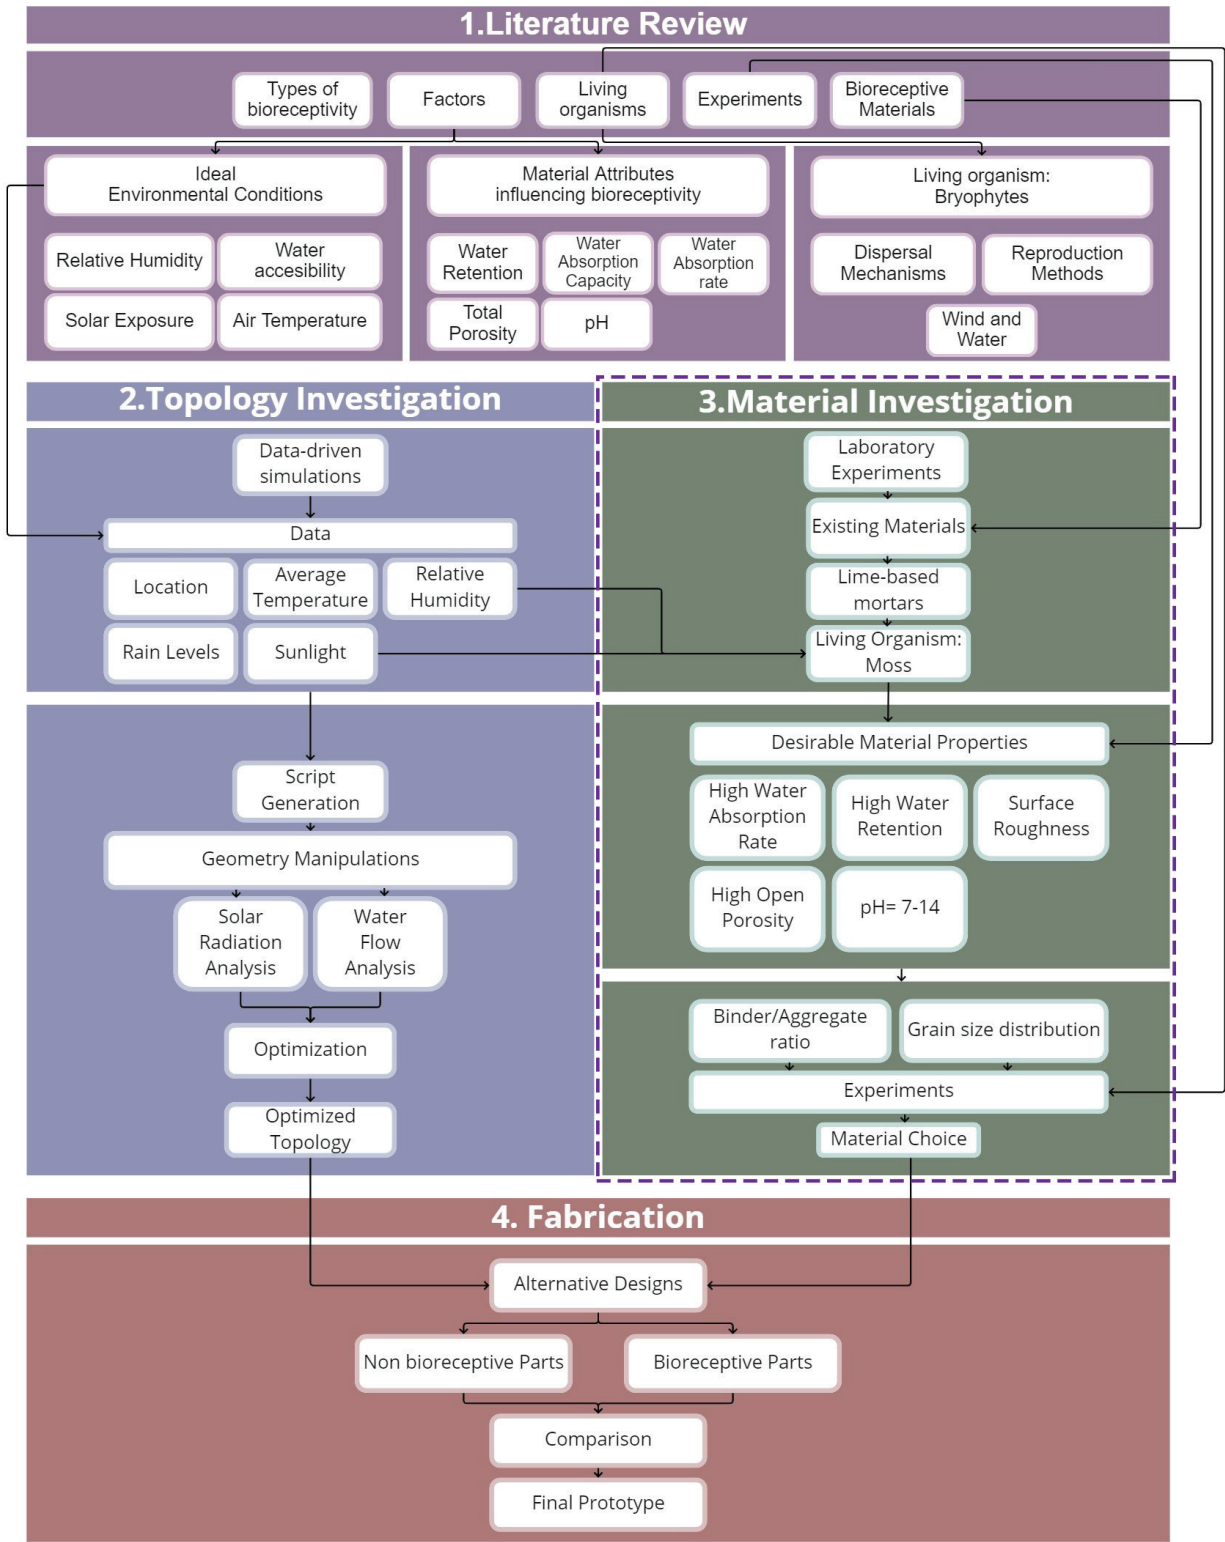 1.Literature Review
Types of
bioreceptivity
Factors
Living
organisms
Experiments
Bioreceptive
Materials
Ideal
Environmental Conditions
Relative Humidity
Water
accesibility
Solar Exposure
Air Temperature
Material Attributes
influencing bioreceptivity
Water
Retention
Water
Absorption
Capacity
Water
Absorption
rate
Total
Porosity
pH
Living organism:
Bryophytes
Dispersal
Mechanisms
Reproduction
Methods
Wind and
Water
2.Topology Investigation
Data-driven
simulations
Data
Location
Average
Temperature
Relative
Humidity
Rain Levels
Sunlight
Script
Generation
Geometry Manipulations
Solar
Radiation
Analysis
Water
Flow
Analysis
Optimization
Optimized
Topology
3.Material Investigation
Laboratory
Experiments
Existing Materials
Lime-based
mortars
Living Organism:
Moss
Desirable Material Properties
High Water
Absorption
Rate
High Water
Retention
Surface
Roughness
High Open
Porosity
pH= 7-14
Binder/Aggregate
ratio
Grain size distribution
Experiments
Material Choice
4. Fabrication
Alternative Designs
Non bioreceptive Parts
Bioreceptive Parts
Comparison
Final Prototype